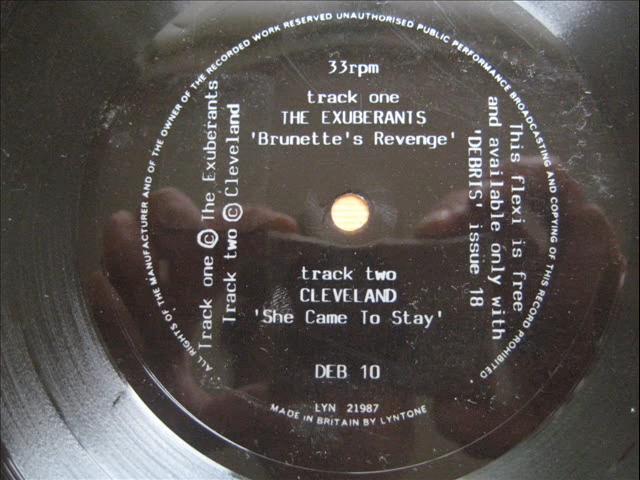 ALL RIGHTS OF THE MANUFACTURER AND OF THE OWNER OF THE RECORDED WORK RESERVED UNAUTHORISED PUBLIC PERFORMANCE BROADCASTING AND COPYING OF THIS RECORD PROHIBITED
33rpm
track one
THE EXUBERANTS
'Brunette's Revenge'
Track one © The Exuberants
Track two © Cleveland
This flexi is free
and available only with
'DEBRIS' issue 18
track two
CLEVELAND
'She Came To Stay'
DEB 10
LYN 21987
MADE IN BRITAIN BY LYNTONE